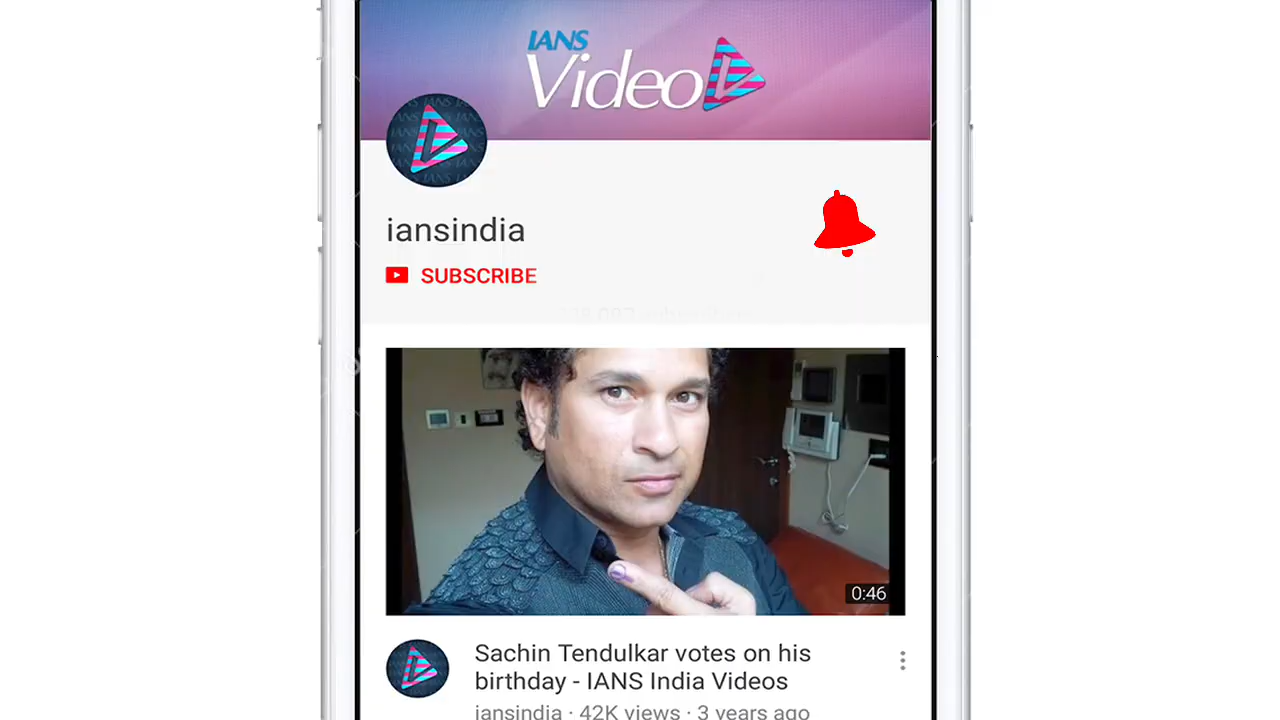 IANS
Video
iansindia
SUBSCRIBE
0:46
Sachin Tendulkar votes on his
birthday - IANS India Videos
iansindia · 42K views · 3 years ago